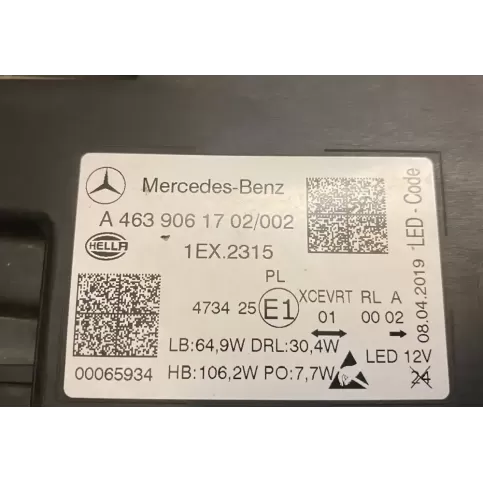 Mercedes-Benz
A 463 906 17 02/002
HELLA
1EX.2315
PL
4734 25 E1
XCEVRT RL A
01 00 02
LB:64,9W DRL:30,4W
HB:106,2W PO:7,7W
LED 12V
24
00065934
08.04.2019 -LED - Code